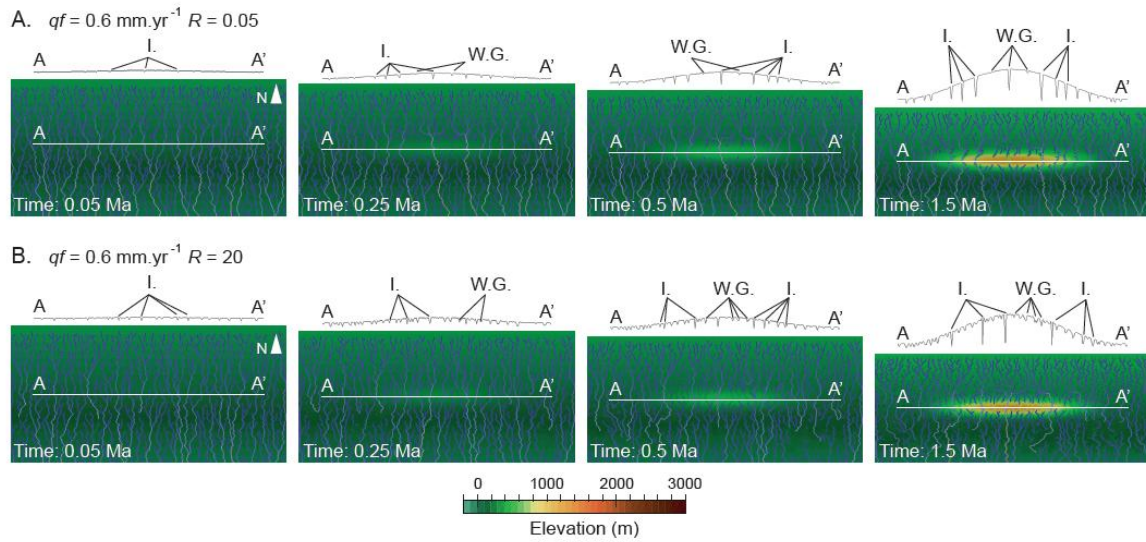 A. qf = 0.6 mm.yr⁻¹ R = 0.05
I.
A A'
N
A A'
Time: 0.05 Ma
I. W.G.
A A'
A A'
Time: 0.25 Ma
W.G. I.
A A'
A A'
Time: 0.5 Ma
I. W.G. I.
A A'
A A'
Time: 1.5 Ma
B. qf = 0.6 mm.yr⁻¹ R = 20
I.
A A'
N
A A'
Time: 0.05 Ma
I. W.G.
A A'
A A'
Time: 0.25 Ma
I. W.G. I.
A A'
A A'
Time: 0.5 Ma
I. W.G. I.
A A'
A A'
Time: 1.5 Ma
0 1000 2000 3000
Elevation (m)